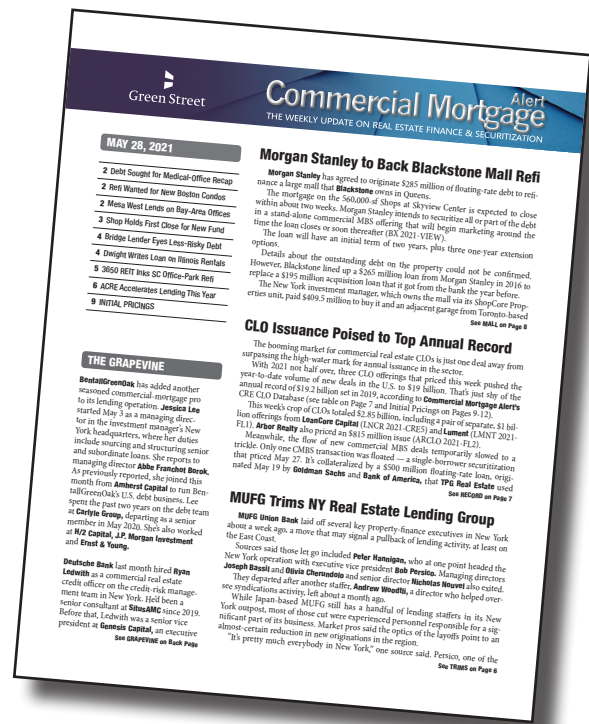 Green Street
Commercial Mortgage
Alert
THE WEEKLY UPDATE ON REAL ESTATE FINANCE & SECURITIZATION
MAY 28, 2021
2 Debt Sought for Medical-Office Recap
2 Refi Wanted for New Boston Condos
2 Mesa West Lends on Bay-Area Offices
3 Shop Holds First Close for New Fund
4 Bridge Lender Eyes Less-Risky Debt
4 Dwight Writes Loan on Illinois Rentals
5 3650 REIT Inks SC Office-Park Refi
6 ACRE Accelerates Lending This Year
9 INITIAL PRICINGS
THE GRAPEVINE
BentallGreenOak has added another
seasoned commercial-mortgage pro
to its lending operation. Jessica Lee
started May 3 as a managing direc-
tor in the investment manager's New
York headquarters, where her duties
include sourcing and structuring senior
and subordinate loans. She reports to
managing director Abbe Franchot Borok.
As previously reported, she joined this
month from Amherst Capital to run Ben-
tallGreenOak's U.S. debt business. Lee
spent the past two years on the debt team
at Carlyle Group, departing as a senior
member in May 2020. She's also worked
at H/2 Capital, J.P. Morgan Investment
and Ernst & Young.
Deutsche Bank last month hired Ryan
Ledwith as a commercial real estate
credit officer on the credit-risk manage-
ment team in New York. He'd been a
senior consultant at SitusAMC since 2019.
Before that, Ledwith was a senior vice
president at Genesis Capital, an executive
See GRAPEVINE on Back Page
Morgan Stanley to Back Blackstone Mall Refi
Morgan Stanley has agreed to originate $285 million of floating-rate debt to refi-
nance a large mall that Blackstone owns in Queens.
The mortgage on the 560,000-sf Shops at Skyview Center is expected to close
within about two weeks. Morgan Stanley intends to securitize all or part of the debt
in a stand-alone commercial MBS offering that will begin marketing around the
time the loan closes or soon thereafter (BX 2021-VIEW).
The loan will have an initial term of two years, plus three one-year extension
options.
Details about the outstanding debt on the property could not be confirmed.
However, Blackstone lined up a $265 million loan from Morgan Stanley in 2016 to
replace a $195 million acquisition loan that it got from the bank the year before.
The New York investment manager, which owns the mall via its ShopCore Prop-
erties unit, paid $409.5 million to buy it and an adjacent garage from Toronto-based
See MALL on Page 8
CLO Issuance Poised to Top Annual Record
The booming market for commercial real estate CLOs is just one deal away from
surpassing the high-water mark for annual issuance in the sector.
With 2021 not half over, three CLO offerings that priced this week pushed the
year-to-date volume of new deals in the U.S. to $19 billion. That's just shy of the
annual record of $19.2 billion set in 2019, according to Commercial Mortgage Alert's
CRE CLO Database (see table on Page 7 and Initial Pricings on Pages 9-12).
This week's crop of CLOs totaled $2.85 billion, including a pair of separate, $1 bil-
lion offerings from LoanCore Capital (LNCR 2021-CRE5) and Lument (LMNT 2021-
FL1). Arbor Realty also priced an $815 million issue (ARCLO 2021-FL2).
Meanwhile, the flow of new commercial MBS deals temporarily slowed to a
trickle. Only one CMBS transaction was floated — a single-borrower securitization
that priced May 27. It's collateralized by a $500 million floating-rate loan, origi-
nated May 19 by Goldman Sachs and Bank of America, that TPG Real Estate used
See RECORD on Page 7
MUFG Trims NY Real Estate Lending Group
MUFG Union Bank laid off several key property-finance executives in New York
about a week ago, a move that may signal a pullback of lending activity, at least on
the East Coast.
Sources said those let go included Peter Hannigan, who at one point headed the
New York operation with executive vice president Bob Persico. Managing directors
Joseph Bassil and Olivia Cherundolo and senior director Nicholas Nouvel also exited.
They departed after another staffer, Andrew Woodtli, a director who helped over-
see syndications activity, left about a month ago.
While Japan-based MUFG still has a handful of lending staffers in its New
York outpost, most of those cut were experienced personnel responsible for a sig-
nificant part of its business. Market pros said the optics of the layoffs point to an
almost-certain reduction in new originations in the region.
"It's pretty much everybody in New York," one source said. Persico, one of the
See TRIMS on Page 6